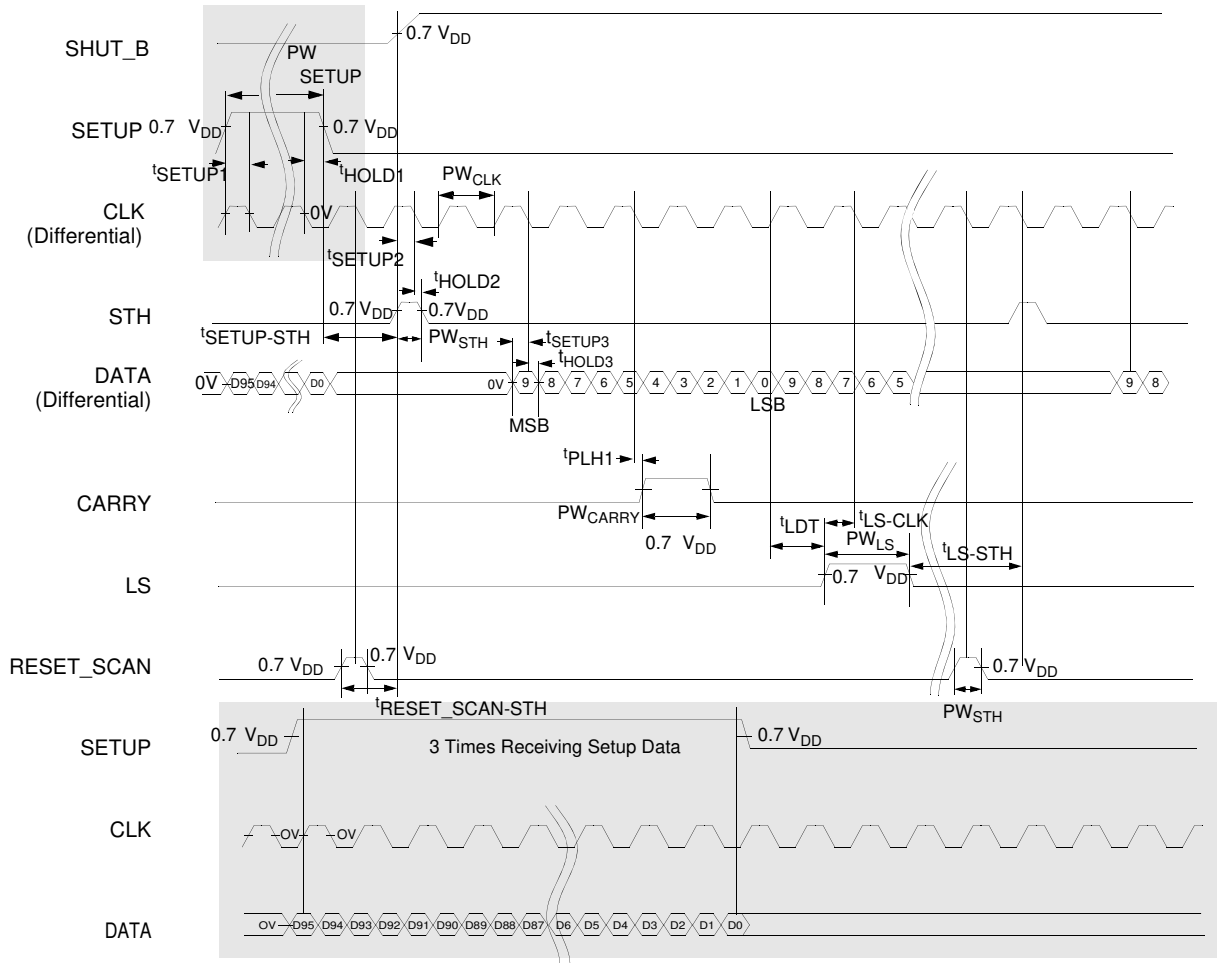 SHUT_B
0.7 VDD
PW
SETUP
SETUP
0.7 VDD
0.7 VDD
tSETUP1
tHOLD1
PWCLK
CLK
(Differential)
0V
tSETUP2
tHOLD2
STH
0.7 VDD
0.7VDD
tSETUP-STH
PWSTH
tSETUP3
tHOLD3
DATA
(Differential)
0V D95 D94 D0 0V 9 8 7 6 5 4 3 2 1 0 9 8 7 6 5 9 8
MSB
LSB
tPLH1
CARRY
PWCARRY
0.7 VDD
tLDT
tLS-CLK
PWLS
tLS-STH
LS
0.7 VDD
RESET_SCAN
0.7 VDD
0.7 VDD
0.7 VDD
tRESET_SCAN-STH
PWSTH
SETUP
0.7 VDD
3 Times Receiving Setup Data
0.7 VDD
CLK
OV
OV
DATA
OV D95 D94 D93 D92 D91 D90 D89 D88 D87 D6 D5 D4 D3 D2 D1 D0